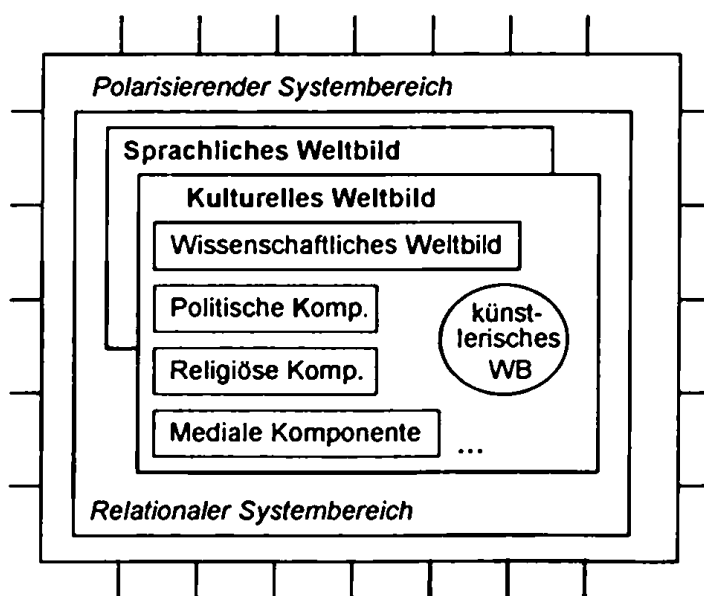 Polarisierender Systembereich
Sprachliches Weltbild
Kulturelles Weltbild
Wissenschaftliches Weltbild
Politische Komp.
künst-
lerisches
WB
Religiöse Komp.
Mediale Komponente
...
Relationaler Systembereich